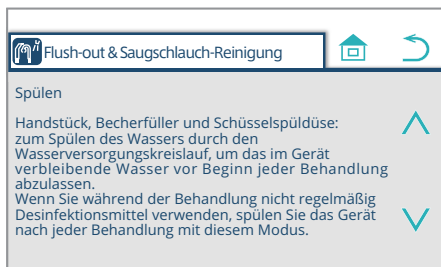 Flush-out & Saugschlauch-Reinigung
Spülen
Handstück, Becherfüller und Schüsselspüldüse:
zum Spülen des Wassers durch den
Wasserversorgungskreislauf, um das im Gerät
verbleibende Wasser vor Beginn jeder Behandlung
abzulassen.
Wenn Sie während der Behandlung nicht regelmäßig
Desinfektionsmittel verwenden, spülen Sie das Gerät
nach jeder Behandlung mit diesem Modus.